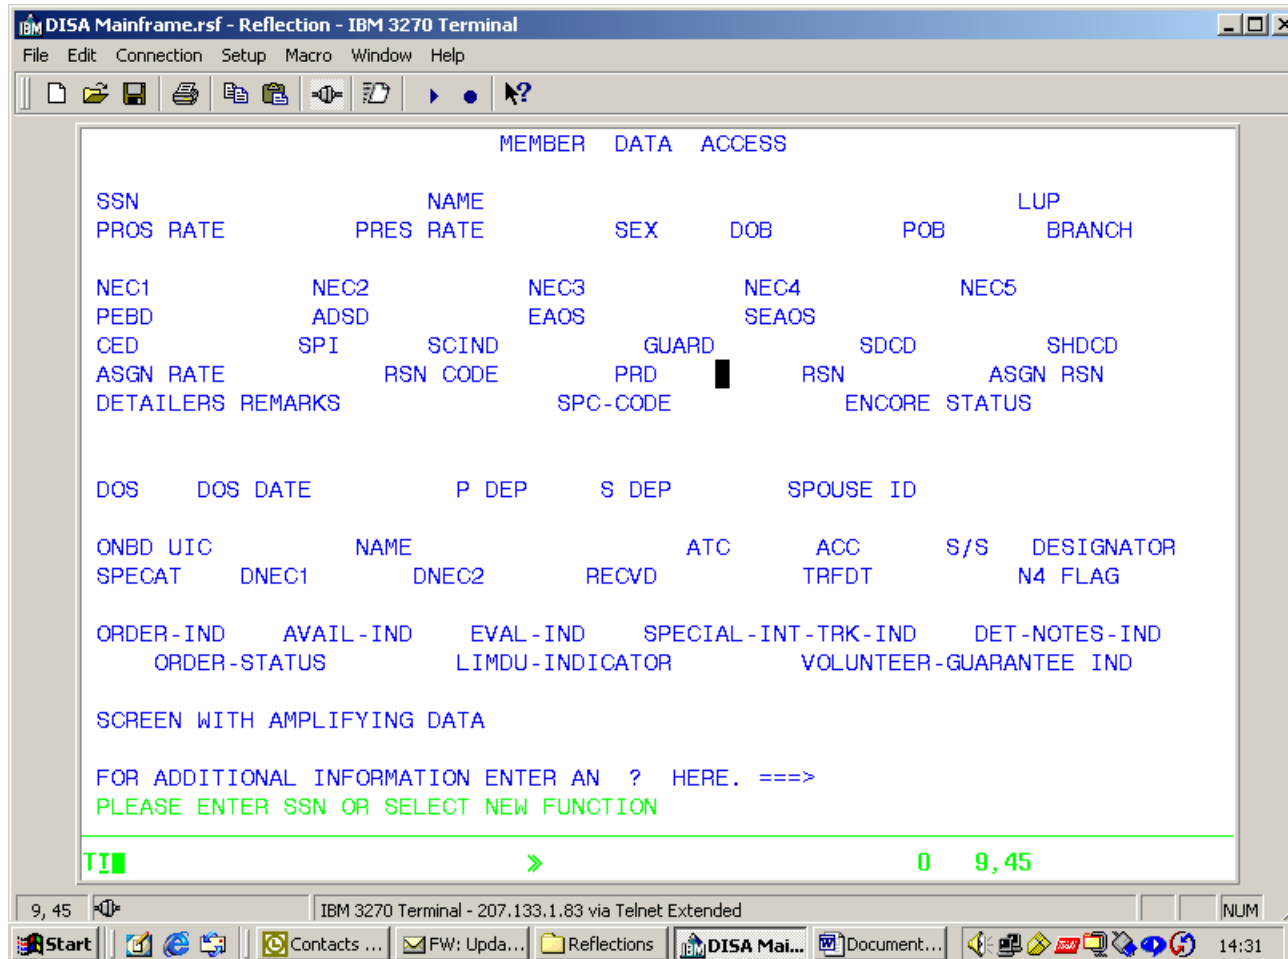 IBM DISA Mainframe.rsf - Reflection - IBM 3270 Terminal
File Edit Connection Setup Macro Window Help
MEMBER DATA ACCESS
SSN NAME LUP
PROS RATE PRES RATE SEX DOB POB BRANCH
NEC1 NEC2 NEC3 NEC4 NEC5
PEBD ADSD EAOS SEAOS
CED SPI SCIND GUARD SDCD SHDCD
ASGN RATE RSN CODE PRD RSN ASGN RSN
DETAILERS REMARKS SPC-CODE ENCORE STATUS
DOS DOS DATE P DEP S DEP SPOUSE ID
ONBD UIC NAME ATC ACC S/S DESIGNATOR
SPECAT DNEC1 DNEC2 RECVD TRFDT N4 FLAG
ORDER-IND AVAIL-IND EVAL-IND SPECIAL-INT-TRK-IND DET-NOTES-IND
ORDER-STATUS LIMDU-INDICATOR VOLUNTEER-GUARANTEE IND
SCREEN WITH AMPLIFYING DATA
FOR ADDITIONAL INFORMATION ENTER AN ? HERE. ===>
PLEASE ENTER SSN OR SELECT NEW FUNCTION
TI » 0 9,45
9, 45 IBM 3270 Terminal - 207.133.1.83 via Telnet Extended NUM
Start Contacts ... FW: Upda... Reflections DISA Mai... Document... 14:31